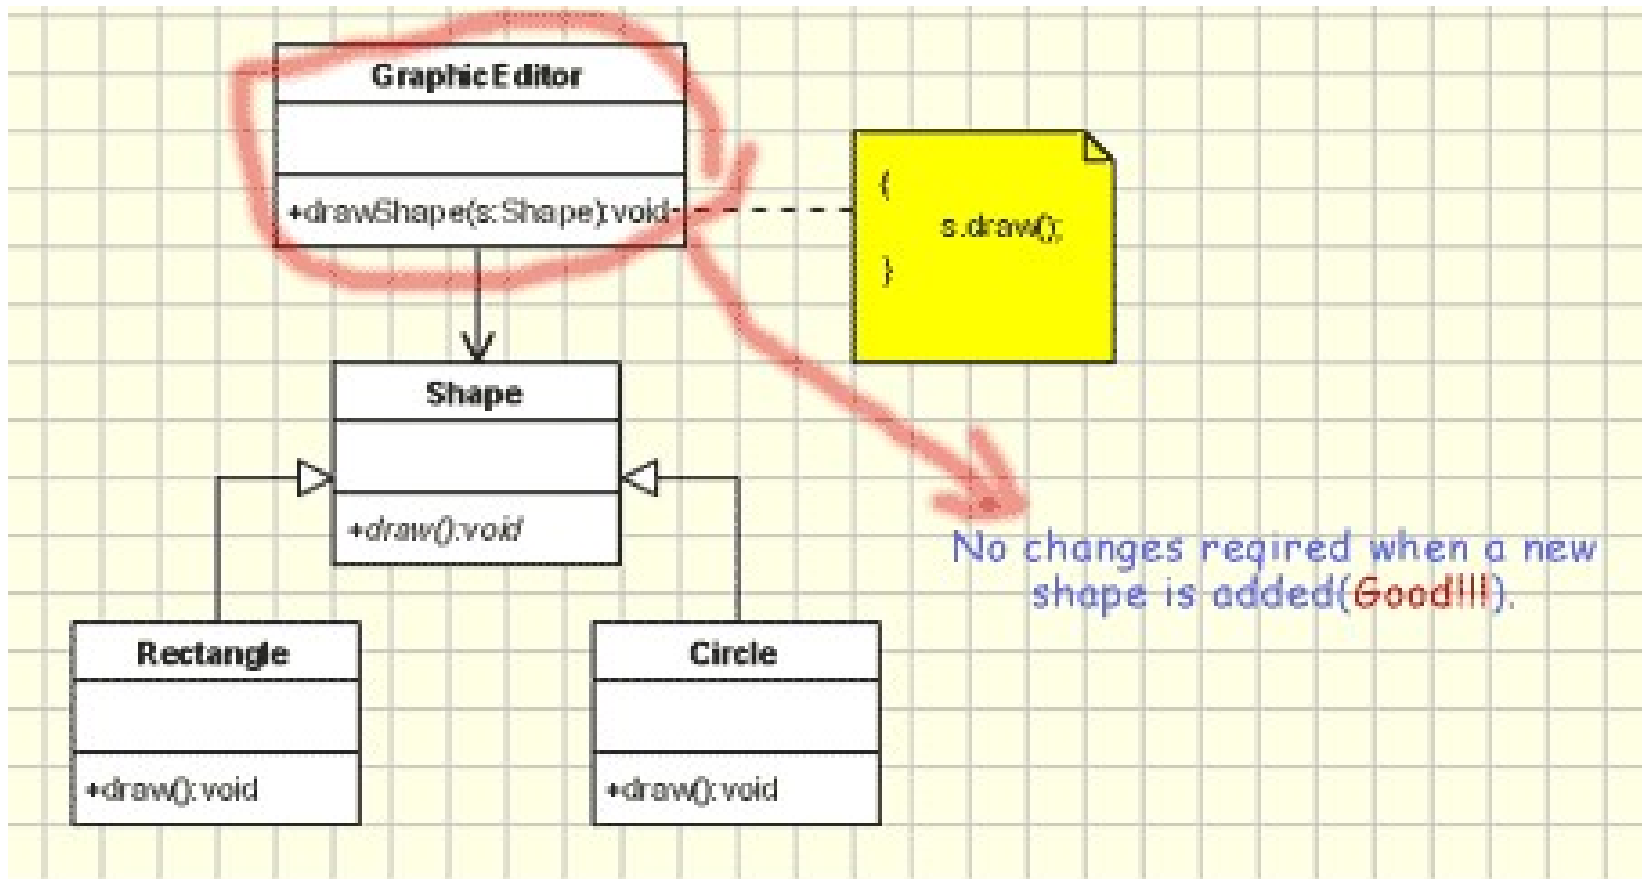 GraphicEditor
+drawShape(s:Shape):void
{
s.draw();
}
Shape
+draw():void
No changes reqired when a new
shape is added(Good!!!).
Rectangle
+draw():void
Circle
+draw():void